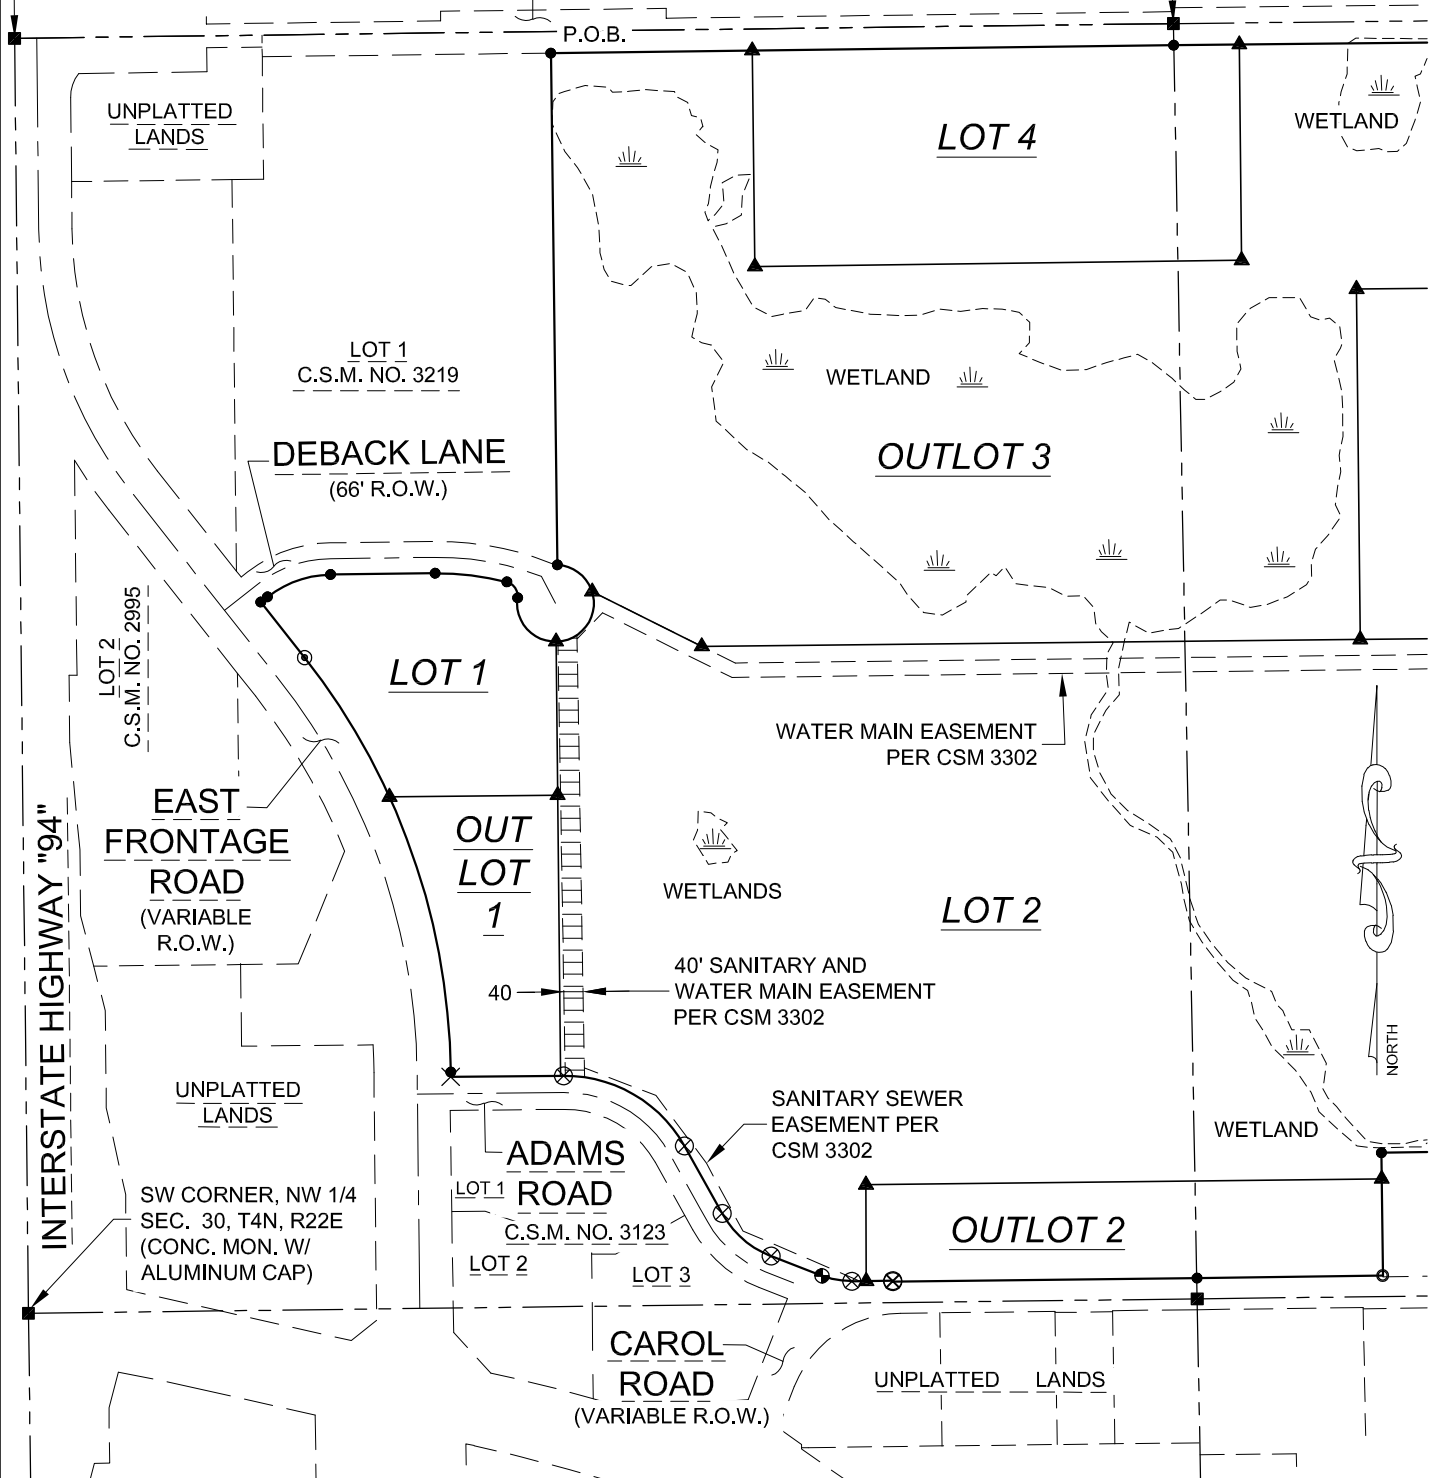 P.O.B.
UNPLATTED
LANDS
LOT 4
WETLAND
LOT 1
C.S.M. NO. 3219
WETLAND
DEBACK LANE
(66' R.O.W.)
OUTLOT 3
LOT 2
C.S.M. NO. 2995
LOT 1
WATER MAIN EASEMENT
PER CSM 3302
EAST
FRONTAGE
ROAD
(VARIABLE
R.O.W.)
OUT
LOT
1
WETLANDS
LOT 2
INTERSTATE HIGHWAY "94"
40
40' SANITARY AND
WATER MAIN EASEMENT
PER CSM 3302
NORTH
UNPLATTED
LANDS
SANITARY SEWER
EASEMENT PER
CSM 3302
WETLAND
ADAMS
ROAD
LOT 1
C.S.M. NO. 3123
LOT 2
LOT 3
SW CORNER, NW 1/4
SEC. 30, T4N, R22E
(CONC. MON. W/
ALUMINUM CAP)
OUTLOT 2
CAROL
ROAD
(VARIABLE R.O.W.)
UNPLATTED LANDS